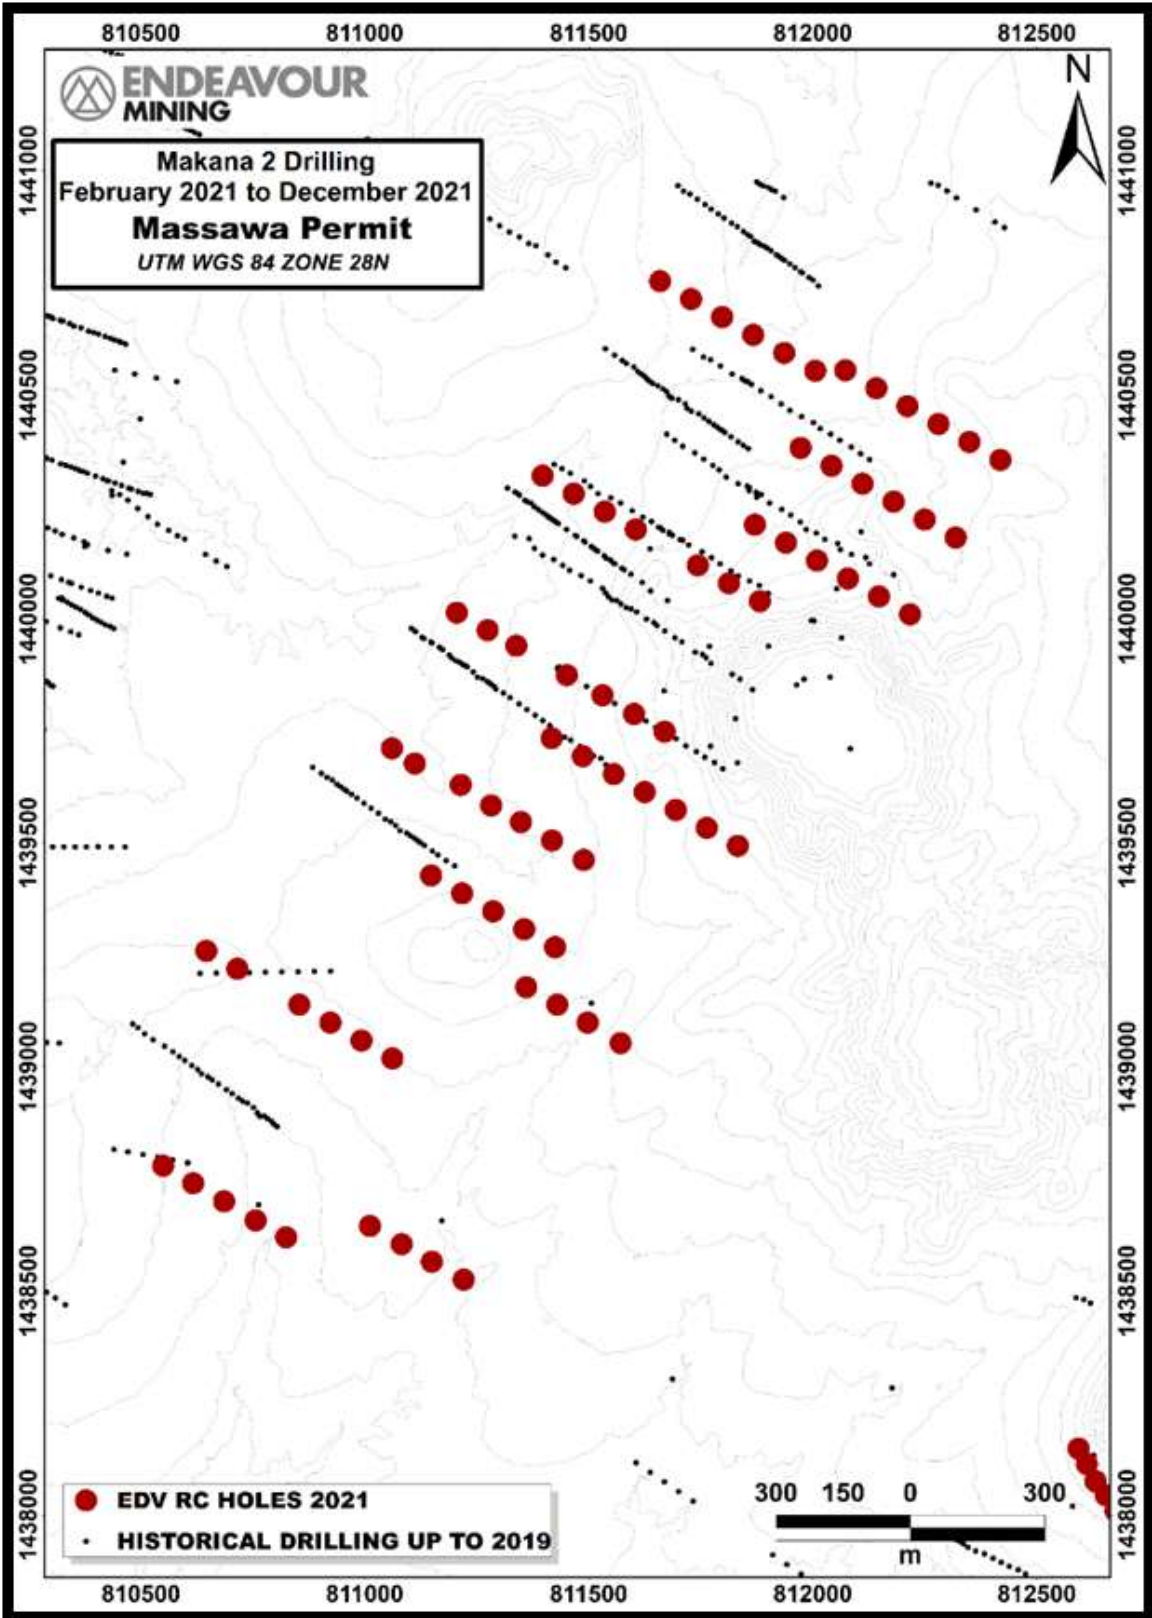 810500 811000 811500 812000 812500
ENDEAVOUR
MINING
N
Makana 2 Drilling
February 2021 to December 2021
Massawa Permit
UTM WGS 84 ZONE 28N
1441000 1441000
1440500 1440500
1440000 1440000
1439500 1439500
1439000 1439000
1438500 1438500
1438000 1438000
EDV RC HOLES 2021
HISTORICAL DRILLING UP TO 2019
300 150 0 300
m
810500 811000 811500 812000 812500